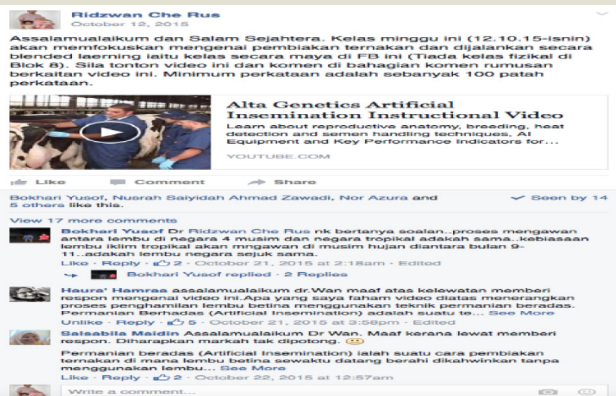 Ridzwan Che Rus
October 12, 2015
Assalamualaikum dan Salam Sejahtera. Kelas minggu ini (12.10.15-isnin)
akan memfokuskan mengenai pembiakan ternakan dan dijalankan secara
blended laerning iaitu kelas secara maya di FB ini (Tiada kelas fizikal di
Blok 8). Sila tonton video ini dan komen di bahagian komen rumusan
berkaitan video ini. Minimum perkataan adalah sebanyak 100 patah
perkataan.
Alta Genetics Artificial
Insemination Instructional Video
Learn about reproductive anatomy, breeding, heat
detection and semen handling techniques, AI
Equipment and Key Performance Indicators for...
YOUTUBE.COM
Like Comment Share
Bokhari Yusof, Nusrah Saiyidah Ahmad Zawadi, Nor Azura and
5 others like this.
Seen by 14
View 17 more comments
Bokhari Yusof Dr Ridzwan Che Rus nk bertanya soalan..proses mengawan
antara lembu di negara 4 musim dan negara tropikal adakah sama..kebiasaan
lembu iklim tropikal akan mngawan di musim hujan diantara bulan 9-
11..adakah lembu negara sejuk sama.
Like · Reply · 2 · October 21, 2015 at 2:18am · Edited
Bokhari Yusof replied · 2 Replies
Haura' Hamraa assalamualaikum dr.Wan maaf atas kelewatan memberi
respon mengenai video ini.Apa yang saya faham video diatas menerangkan
proses perghamilan lembu betina menggunakan teknik permanian beradas.
Permanian Berhadas (Artificial Insemination) adalah suatu te... See More
Unlike · Reply · 5 · October 21, 2015 at 3:58pm · Edited
Salsabila Maidin Assalamualaikum Dr Wan. Maaf kerana lewat memberi
respon. Diharapkan markah tak dipotong.
Permanian beradas (Artificial Insemination) ialah suatu cara pembiakan
ternakan di mana lembu betina sewaktu datang berahi dikahwinkan tanpa
menggunakan lembu... See More
Like · Reply · 2 · October 22, 2015 at 12:57am
Write a comment...